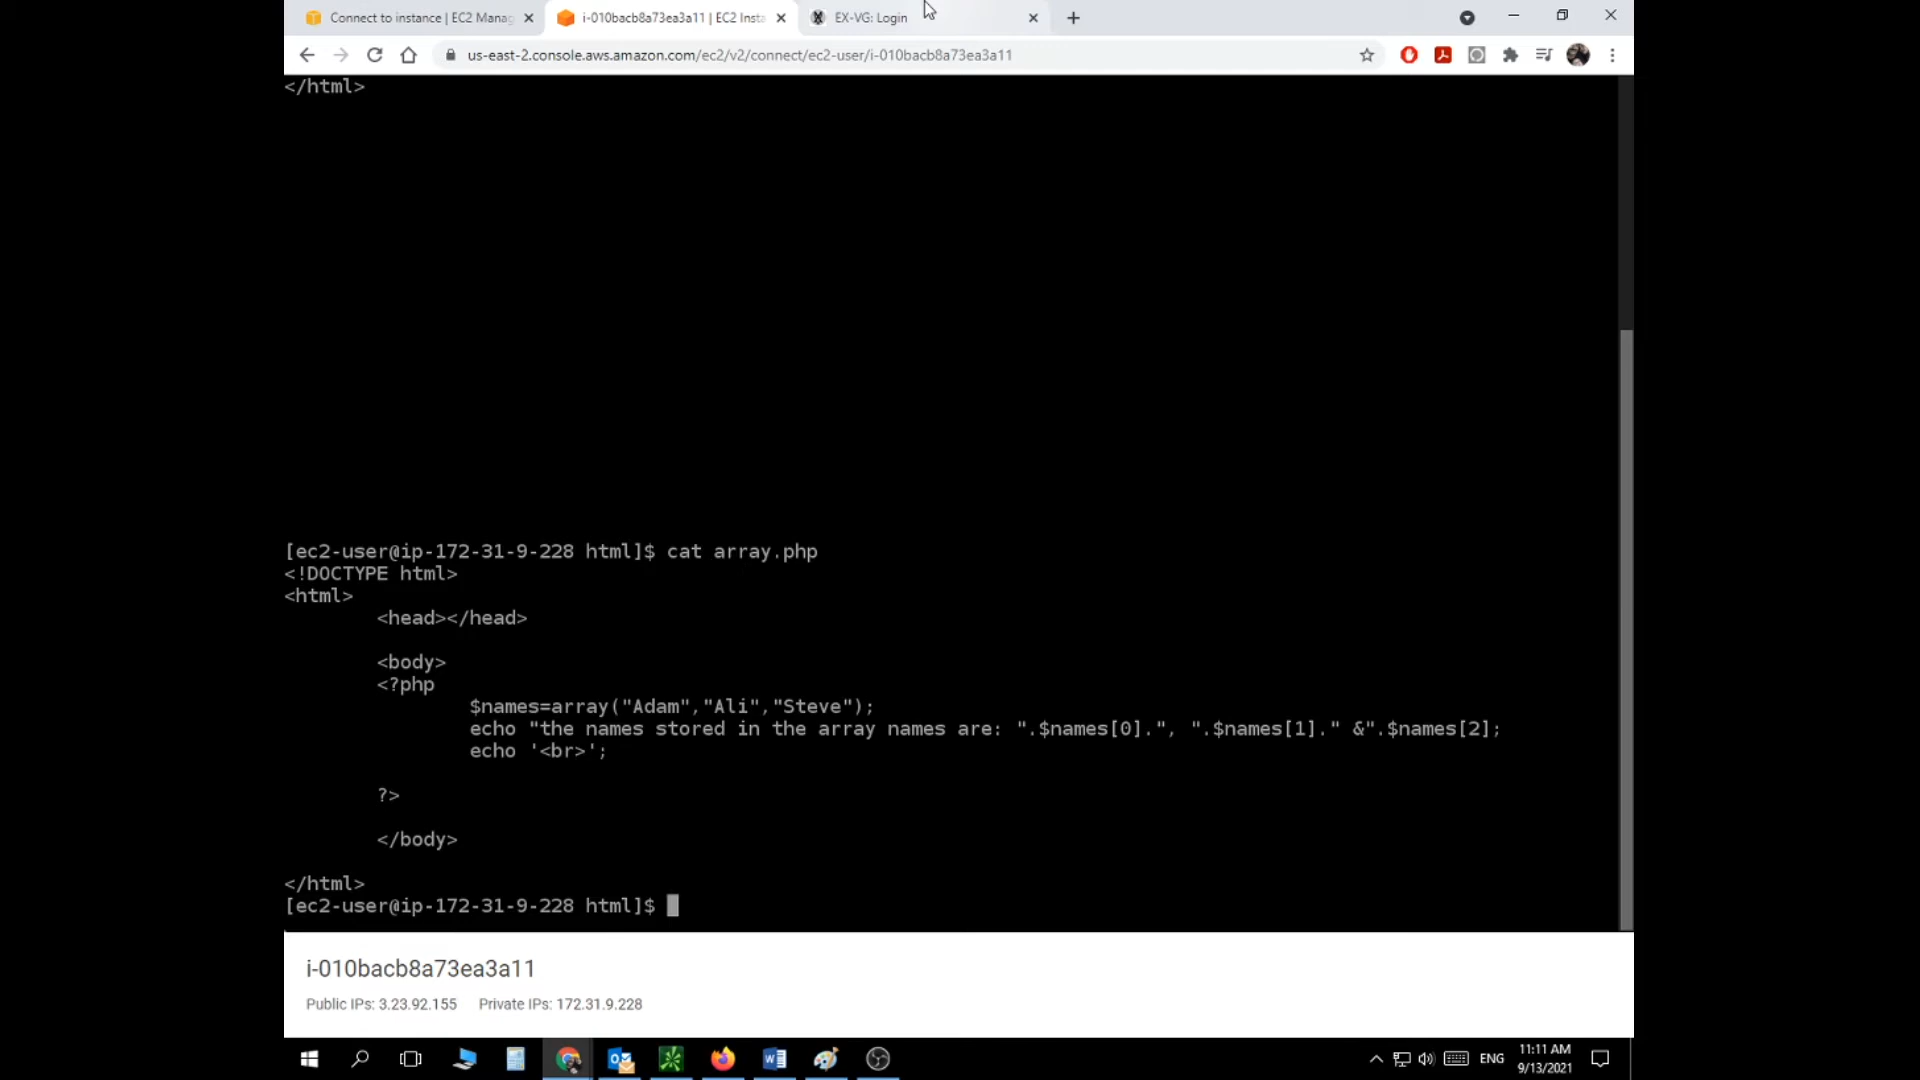 Connect to instance | EC2 Manag
i-010bacb8a73ea3a11 | EC2 Insta
EX-VG: Login
us-east-2.console.aws.amazon.com/ec2/v2/connect/ec2-user/i-010bacb8a73ea3a11
</html>
[ec2-user@ip-172-31-9-228 html]$ cat array.php
<!DOCTYPE html>
<html>
<head></head>
<body>
<?php
$names=array("Adam","Ali","Steve");
echo "the names stored in the array names are: ".$names[0].", ".$names[1]." &".$names[2];
echo '<br>';
?>
</body>
</html>
[ec2-user@ip-172-31-9-228 html]$
i-010bacb8a73ea3a11
Public IPs: 3.23.92.155 Private IPs: 172.31.9.228
ENG
11:11 AM
9/13/2021